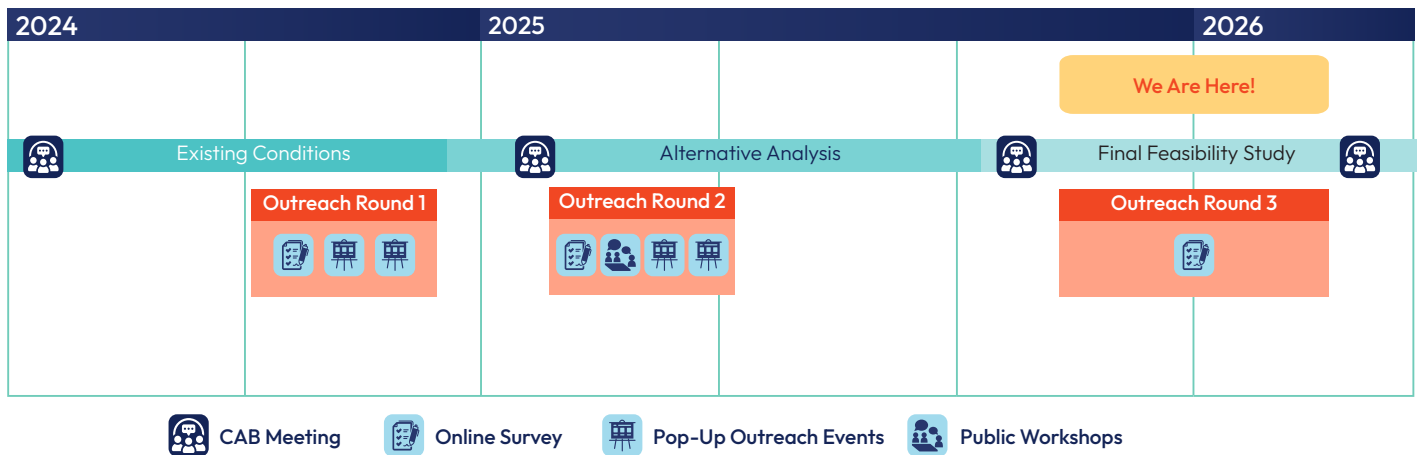 2024
2025
2026
We Are Here!
Existing Conditions
Alternative Analysis
Final Feasibility Study
Outreach Round 1
Outreach Round 2
Outreach Round 3
CAB Meeting
Online Survey
Pop-Up Outreach Events
Public Workshops